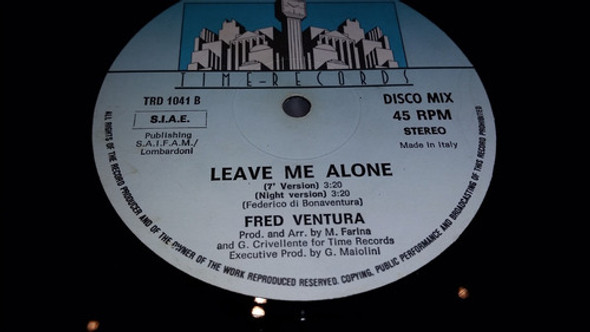 TIME-RECORDS
TRD 1041 B
DISCO MIX
S.I.A.E.
45 RPM
STEREO
Publishing
S.A.I.F.A.M./
Lombardoni
Made in Italy
LEAVE ME ALONE
(7' Version) 3:20
(Night version) 3:20
(Federico di Bonaventura)
FRED VENTURA
Prod. and Arr. by M. Farina
and G. Crivellente for Time Records
Executive Prod. by G. Maiolini
ALL RIGHTS OF THE RECORD PRODUCER AND OF THE OWNER OF THE WORK REPRODUCED RESERVED. COPYING, PUBLIC PERFORMANCE AND BROADCASTING OF THIS RECORD PROHIBITED